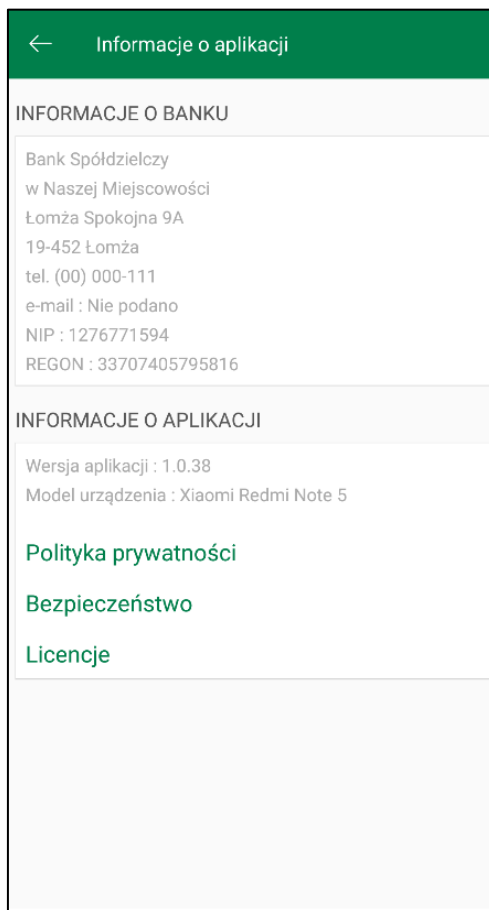 Informacje o aplikacji
INFORMACJE O BANKU
Bank Spółdzielczy
w Naszej Miejscowości
Łomża Spokojna 9A
19-452 Łomża
tel. (00) 000-111
e-mail : Nie podano
NIP : 1276771594
REGON : 33707405795816
INFORMACJE O APLIKACJI
Wersja aplikacji : 1.0.38
Model urządzenia : Xiaomi Redmi Note 5
Polityka prywatności
Bezpieczeństwo
Licencje